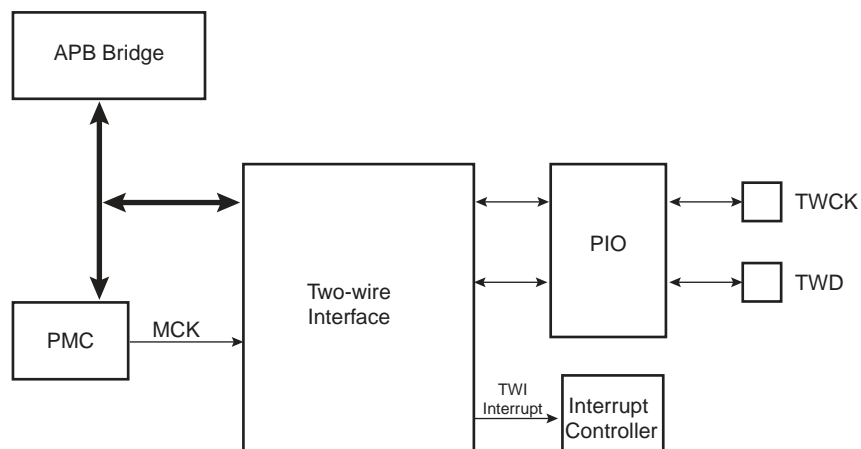 APB Bridge
TWCK
PIO
TWD
Two-wire
Interface
MCK
PMC
TWI
Interrupt
Interrupt
Controller